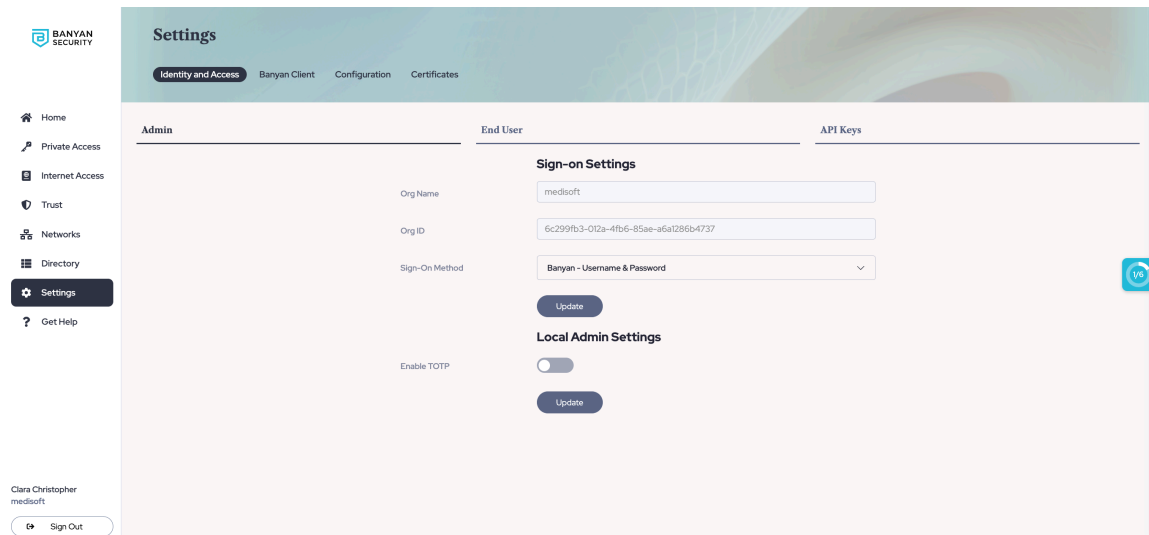 BANYAN
SECURITY
Settings
Identity and Access
Banyan Client
Configuration
Certificates
Home
Private Access
Internet Access
Trust
Networks
Directory
Settings
Get Help
Admin
End User
API Keys
Sign-on Settings
Org Name
medisoft
Org ID
6c299fb3-012a-4fb6-85ae-a6a1286b4737
Sign-On Method
Banyan - Username & Password
Update
Local Admin Settings
Enable TOTP
Update
1/6
Clara Christopher
medisoft
Sign Out